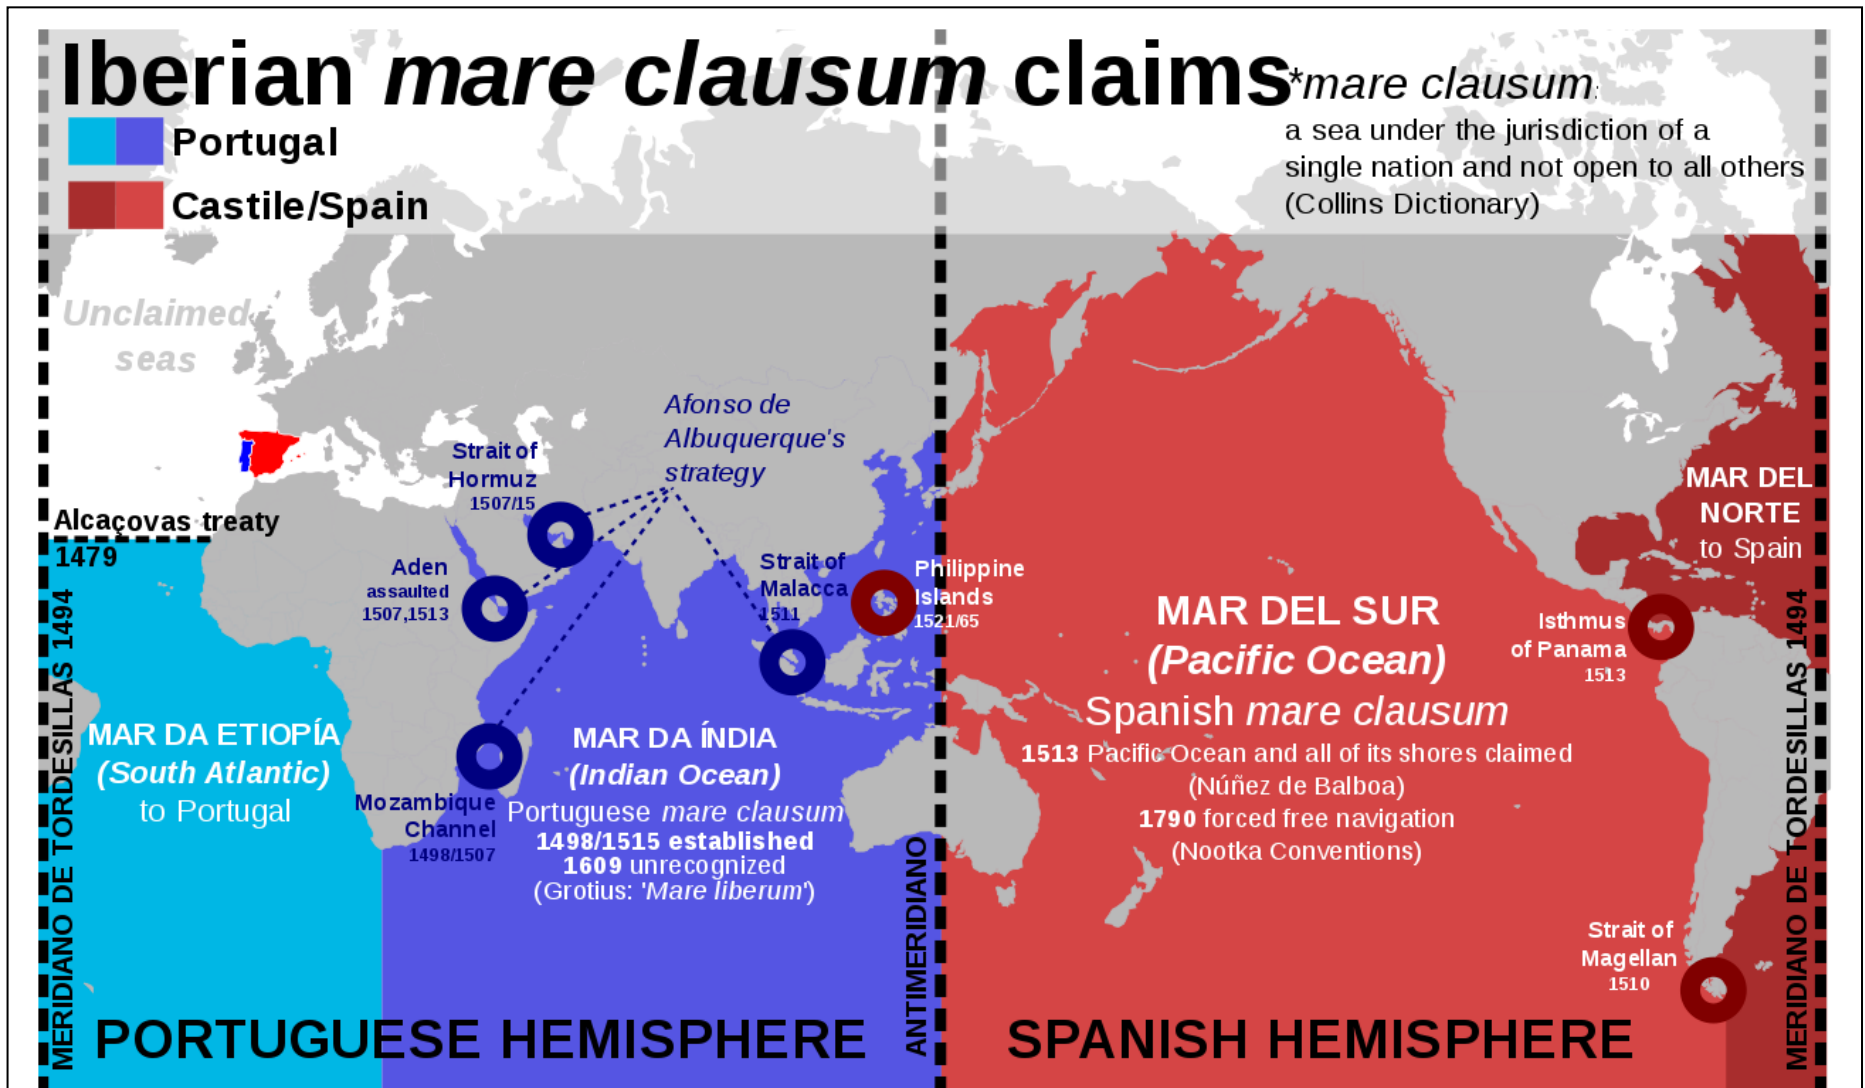 Iberian mare clausum claims
*mare clausum:
a sea under the jurisdiction of a
single nation and not open to all others
(Collins Dictionary)
Portugal
Castile/Spain
Unclaimed
seas
Afonso de
Albuquerque's
strategy
Strait of
Hormuz
1507/15
Alcaçovas treaty
1479
Aden
assaulted
1507,1513
Strait of
Malacca
1511
Philippine
Islands
1521/65
MAR DEL
NORTE
to Spain
Isthmus
of Panama
1513
MAR DA ETIOPÍA
(South Atlantic)
to Portugal
Mozambique
Channel
1498/1507
MAR DA ÍNDIA
(Indian Ocean)
Portuguese mare clausum
1498/1515 established
1609 unrecognized
(Grotius: 'Mare liberum')
MAR DEL SUR
(Pacific Ocean)
Spanish mare clausum
1513 Pacific Ocean and all of its shores claimed
(Núñez de Balboa)
1790 forced free navigation
(Nootka Conventions)
Strait of
Magellan
1510
MERIDIANO DE TORDESILLAS 1494
ANTIMERIDIANO
MERIDIANO DE TORDESILLAS 1494
PORTUGUESE HEMISPHERE
SPANISH HEMISPHERE